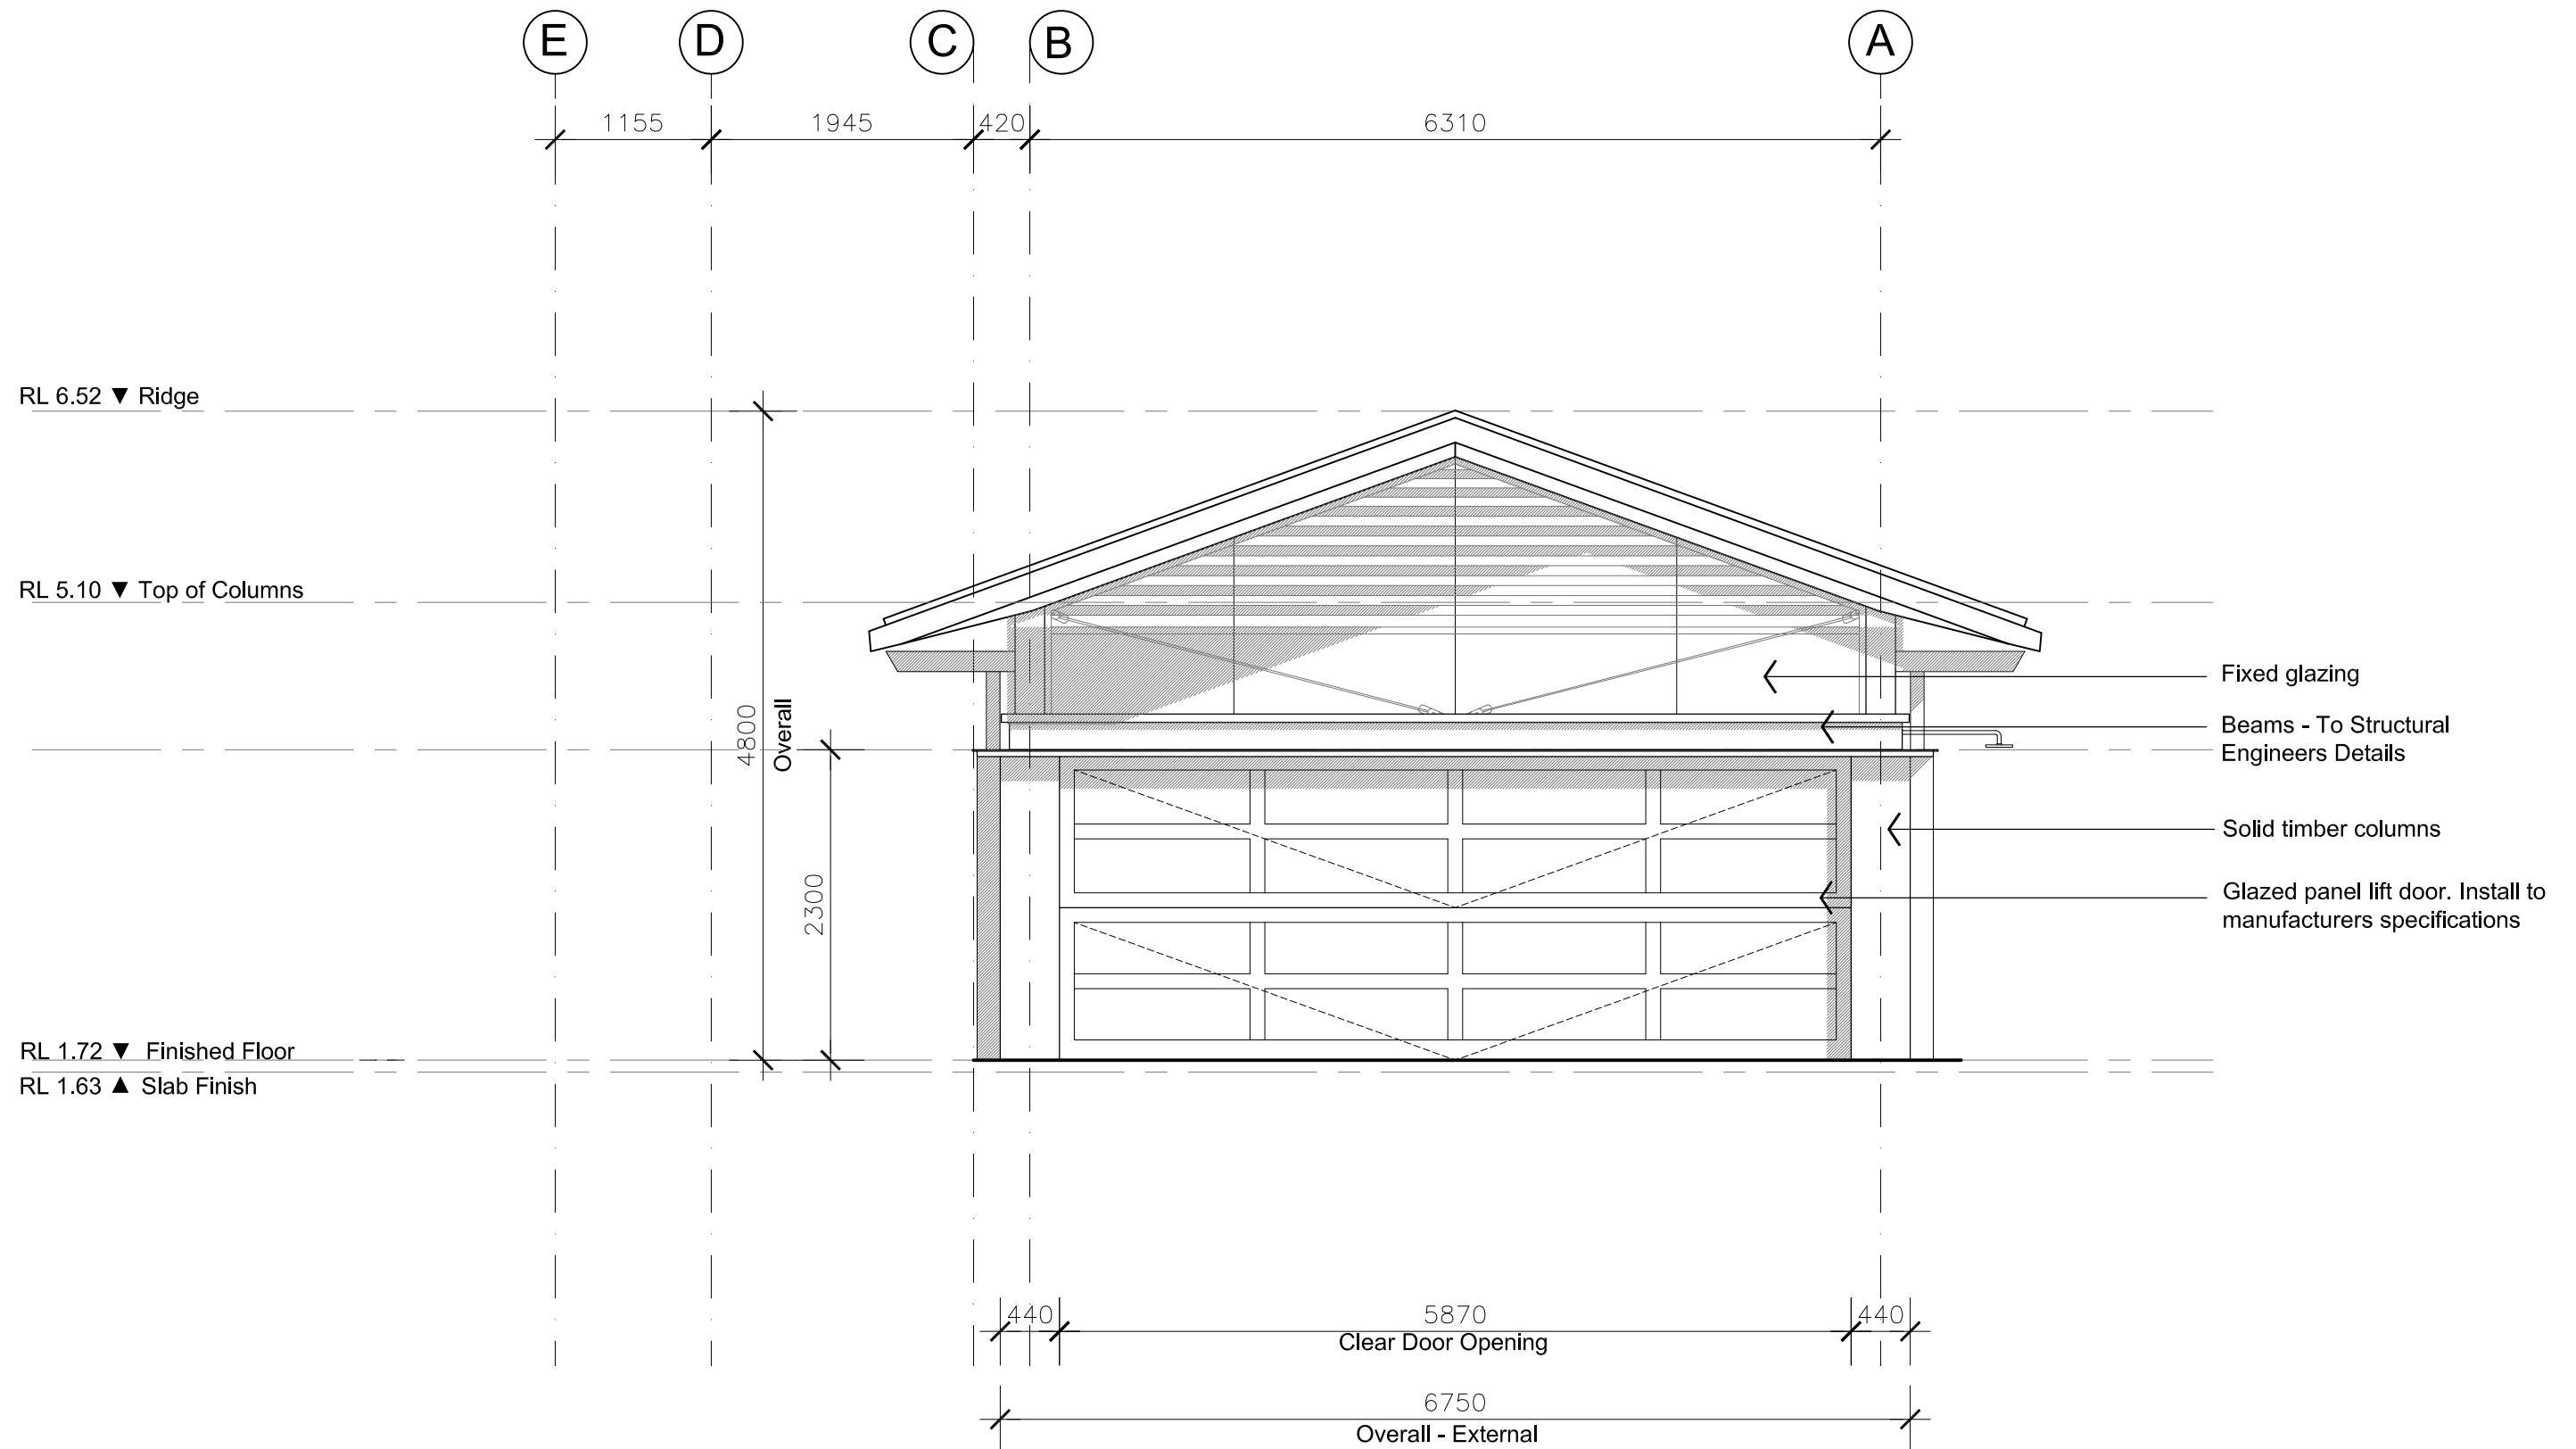 E
D
C
B
A
1155
1945
420
6310
RL 6.52 ▼ Ridge
RL 5.10 ▼ Top of Columns
4800
Overall
Fixed glazing
Beams - To Structural
Engineers Details
Solid timber columns
2300
Glazed panel lift door. Install to
manufacturers specifications
RL 1.72 ▼ Finished Floor
RL 1.63 ▲ Slab Finish
440
5870
440
Clear Door Opening
6750
Overall - External